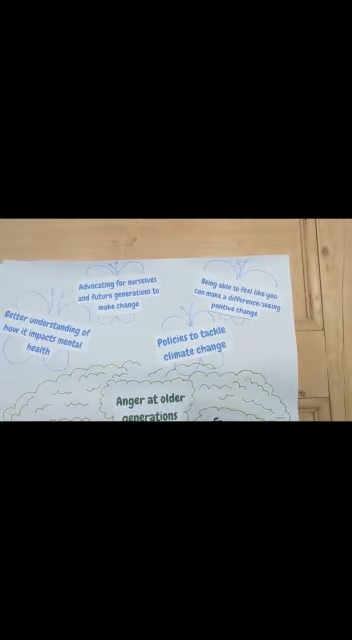 Advocating for ourselves
and future generations to
make change
Being able to feel like you
can make a difference/seeing
positive change
Better understanding of
how it impacts mental
health
Policies to tackle
climate change
Anger at older
generations